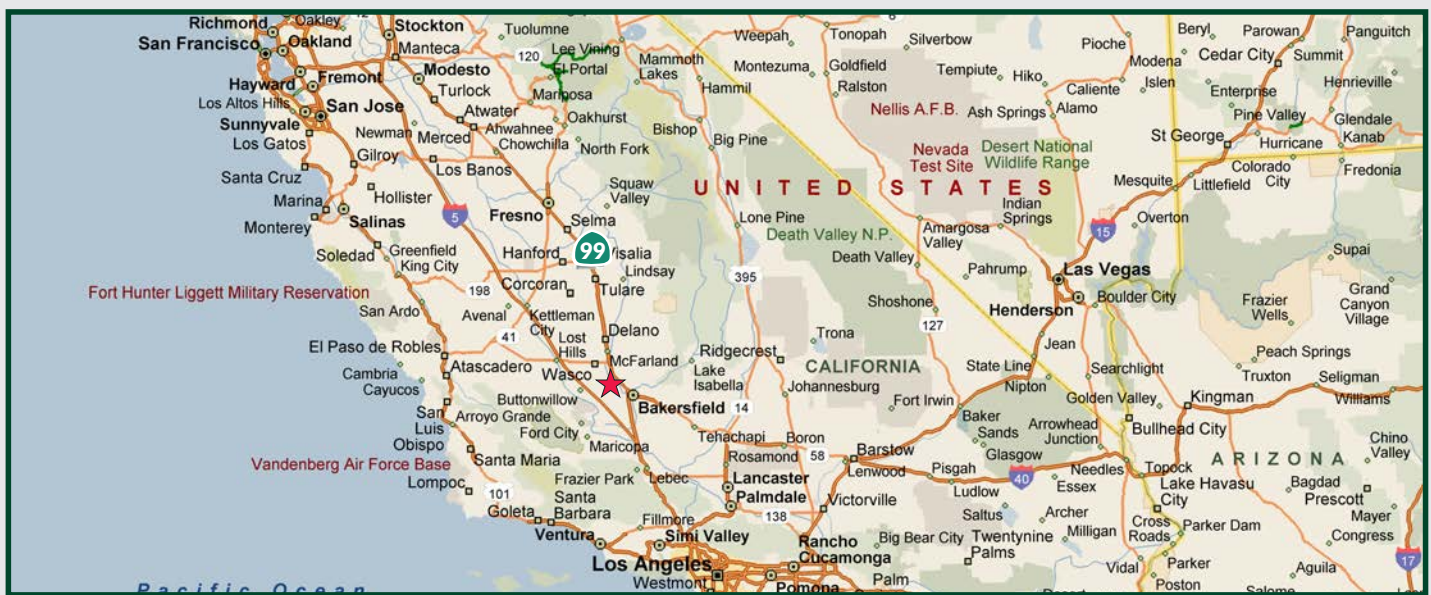 Richmond
Oakley
Stockton
San Francisco
Oakland
Manteca
Hayward
Fremont
Modesto
Turlock
Los Altos Hills
San Jose
Atwater
Sunnyvale
Newman
Merced
Ahwahnee
Los Gatos
Chowchilla
Gilroy
Los Banos
Santa Cruz
Hollister
Marina
Salinas
Monterey
5
Fresno
Selma
Soledad
Greenfield
King City
Hanford
99
Visalia
Lindsay
Corcoran
Tulare
Fort Hunter Liggett Military Reservation
198
San Ardo
Avenal
Kettleman
City
41
Lost
Hills
Delano
McFarland
El Paso de Robles
Atascadero
Wasco
Cambria
Cayucos
Buttonwillow
Bakersfield
San
Luis
Obispo
Arroyo Grande
Ford City
Maricopa
Vandenberg Air Force Base
Santa Maria
Lompoc
101
Frazier Park
Lebec
Santa
Barbara
Goleta
Ventura
Fillmore
Simi Valley
Los Angeles
Westmont
Pacific Ocean
Tuolumne
120
Lee Vining
El Portal
Mariposa
Oakhurst
North Fork
Squaw
Valley
Mammoth
Lakes
Hammil
Bishop
Big Pine
Weepah
Tonopah
6
Silverbow
Montezuma
Goldfield
Ralston
Tempiute
Hiko
Nellis A.F.B.
Ash Springs
Alamo
Caliente
Pioche
Modena
Islen
Nevada
Test Site
Desert National
Wildlife Range
UNITED STATES
Indian
Springs
Lone Pine
Death Valley N.P.
Amargosa
Valley
Death Valley
395
Pahrump
Las Vegas
Shoshone
Henderson
Boulder City
127
Trona
Ridgecrest
Lake
Isabella
CALIFORNIA
Johannesburg
Jean
State Line
Nipton
Searchlight
14
Fort Irwin
Golden Valley
Tehachapi
Boron
Rosamond
58
Barstow
Lenwood
Baker
Sands
Glasgow
Arrowhead
Junction
Bullhead City
Pisgah
40
Ludlow
Needles
Essex
Topock
Lake Havasu
City
Lancaster
Palmdale
138
Victorville
Saltus
Archer
Milligan
Cross
Roads
Parker Dam
Rancho
Cucamonga
Big Bear City
Twentynine
Palms
Vidal
Parker
Poston
Pomona
Palm
Desert
Beryl
Parowan
Cedar City
Summit
Panguitch
Enterprise
Henrieville
Pine Valley
Glendale
St George
Hurricane
Kanab
Colorado
City
Fredonia
Mesquite
Littlefield
15
Overton
Supai
Frazier
Wells
Grand
Canyon
Village
Peach Springs
Truxton
Seligman
Kingman
Williams
Chino
Valley
ARIZONA
Bagdad
Prescott
Mayer
Congress
17
Aguila
Salome